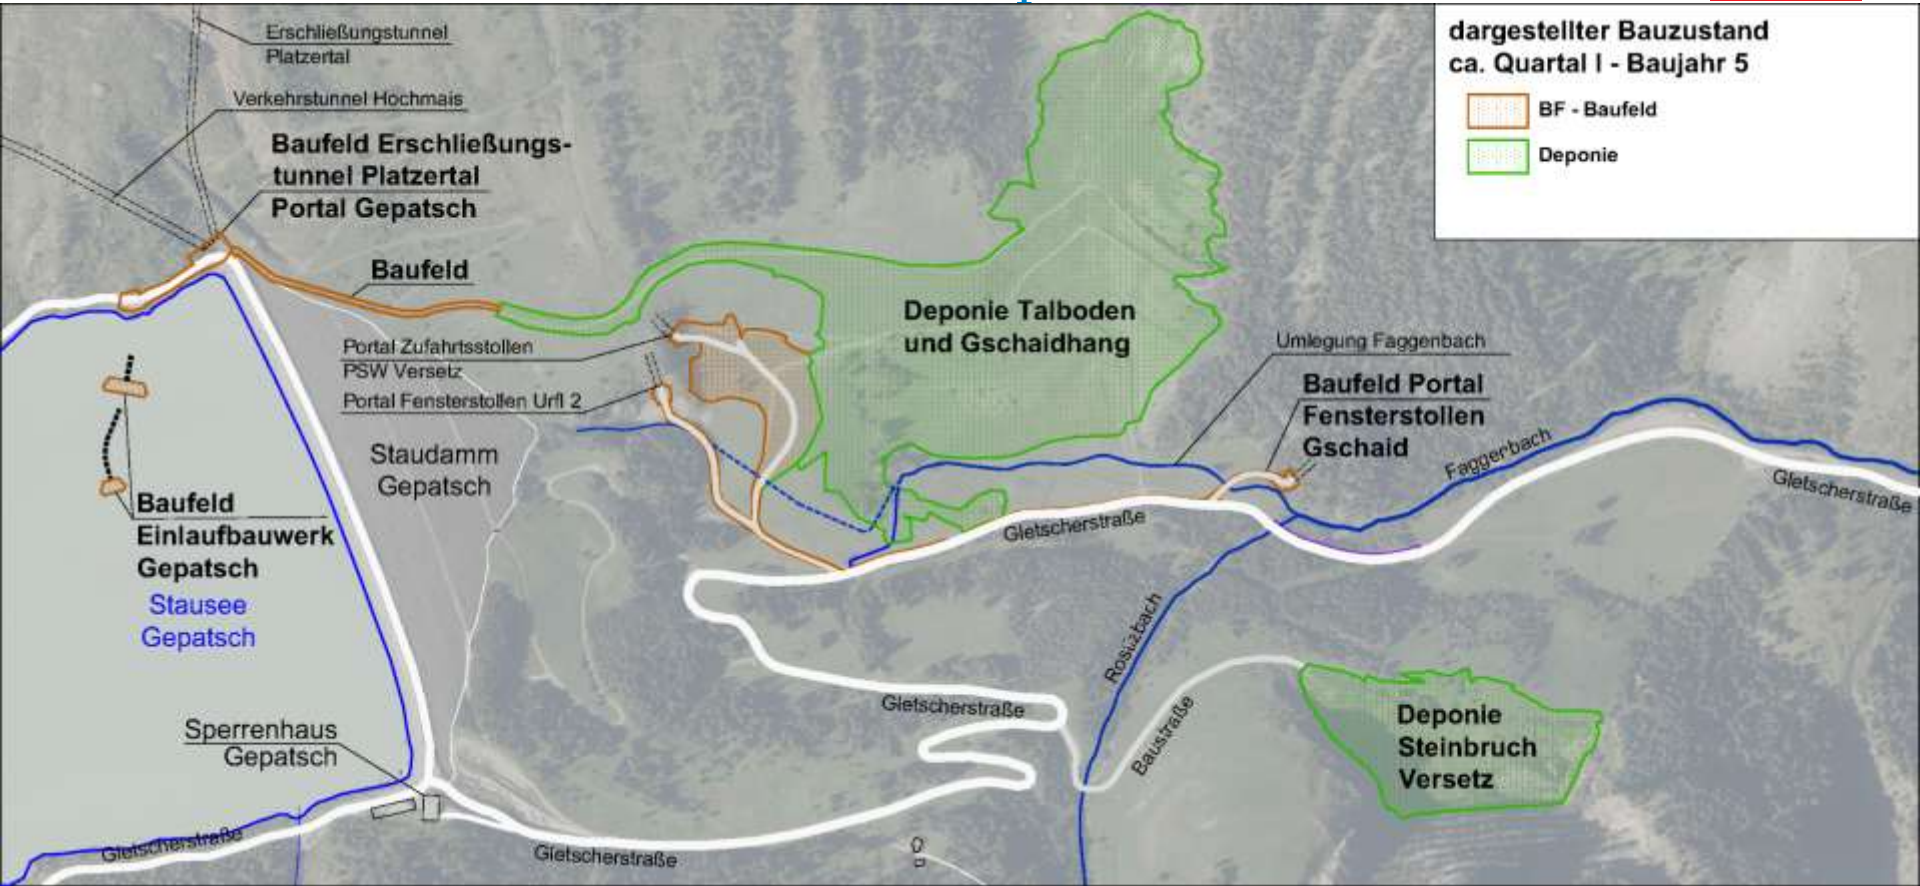 Erschließungstunnel
Platzertal
Verkehrstunnel Hochmais
Baufeld Erschließungs-
tunnel Platzertal
Portal Gepatsch
Baufeld
dargestellter Bauzustand
ca. Quartal I - Baujahr 5
BF - Baufeld
Deponie
Deponie Talboden
und Gschaidhang
Portal Zufahrtsstollen
PSW Versetz
Portal Fensterstollen Urfl 2
Umlegung Faggenbach
Baufeld Portal
Fensterstollen
Gschaid
Faggenbach
Gletscherstraße
Staudamm
Gepatsch
Baufeld
Einlaufbauwerk
Gepatsch
Stausee
Gepatsch
Gletscherstraße
Rosizbach
Gletscherstraße
Baustraße
Deponie
Steinbruch
Versetz
Sperrenhaus
Gepatsch
Gletscherstraße
Gletscherstraße